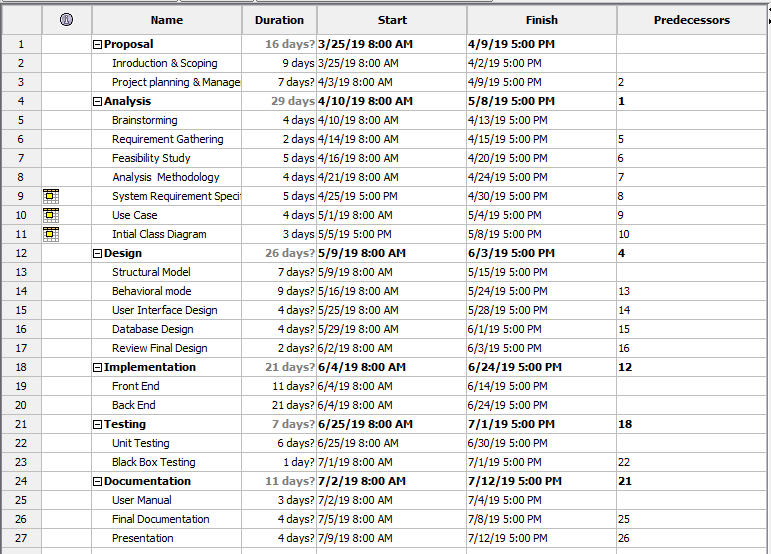 Name Duration Start Finish Predecessors
1 Proposal 16 days? 3/25/19 8:00 AM 4/9/19 5:00 PM
2 Inroduction & Scoping 9 days 3/25/19 8:00 AM 4/2/19 5:00 PM
3 Project planning & Manage 7 days? 4/3/19 8:00 AM 4/9/19 5:00 PM 2
4 Analysis 29 days 4/10/19 8:00 AM 5/8/19 5:00 PM 1
5 Brainstorming 4 days 4/10/19 8:00 AM 4/13/19 5:00 PM
6 Requirement Gathering 2 days 4/14/19 8:00 AM 4/15/19 5:00 PM 5
7 Feasibility Study 5 days 4/16/19 8:00 AM 4/20/19 5:00 PM 6
8 Analysis Methodology 4 days 4/21/19 8:00 AM 4/24/19 5:00 PM 7
9 System Requirement Specif 5 days 4/25/19 5:00 PM 4/30/19 5:00 PM 8
10 Use Case 4 days 5/1/19 8:00 AM 5/4/19 5:00 PM 9
11 Intial Class Diagram 3 days 5/5/19 5:00 PM 5/8/19 5:00 PM 10
12 Design 26 days? 5/9/19 8:00 AM 6/3/19 5:00 PM 4
13 Structural Model 7 days? 5/9/19 8:00 AM 5/15/19 5:00 PM
14 Behavioral mode 9 days? 5/16/19 8:00 AM 5/24/19 5:00 PM 13
15 User Interface Design 4 days? 5/25/19 8:00 AM 5/28/19 5:00 PM 14
16 Database Design 4 days? 5/29/19 8:00 AM 6/1/19 5:00 PM 15
17 Review Final Design 2 days? 6/2/19 8:00 AM 6/3/19 5:00 PM 16
18 Implementation 21 days? 6/4/19 8:00 AM 6/24/19 5:00 PM 12
19 Front End 11 days? 6/4/19 8:00 AM 6/14/19 5:00 PM
20 Back End 21 days? 6/4/19 8:00 AM 6/24/19 5:00 PM
21 Testing 7 days? 6/25/19 8:00 AM 7/1/19 5:00 PM 18
22 Unit Testing 6 days? 6/25/19 8:00 AM 6/30/19 5:00 PM
23 Black Box Testing 1 day? 7/1/19 8:00 AM 7/1/19 5:00 PM 22
24 Documentation 11 days? 7/2/19 8:00 AM 7/12/19 5:00 PM 21
25 User Manual 3 days? 7/2/19 8:00 AM 7/4/19 5:00 PM
26 Final Documentation 4 days? 7/5/19 8:00 AM 7/8/19 5:00 PM 25
27 Presentation 4 days? 7/9/19 8:00 AM 7/12/19 5:00 PM 26